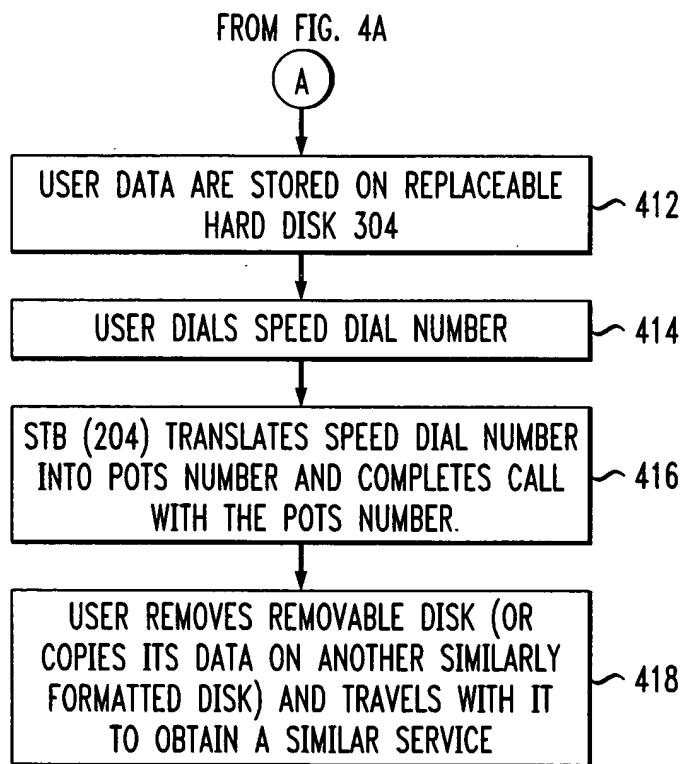 FROM FIG. 4A
A
USER DATA ARE STORED ON REPLACEABLE
HARD DISK 304
412
USER DIALS SPEED DIAL NUMBER
414
STB (204) TRANSLATES SPEED DIAL NUMBER
INTO POTS NUMBER AND COMPLETES CALL
WITH THE POTS NUMBER.
416
USER REMOVES REMOVABLE DISK (OR
COPIES ITS DATA ON ANOTHER SIMILARLY
FORMATTED DISK) AND TRAVELS WITH IT
TO OBTAIN A SIMILAR SERVICE
418